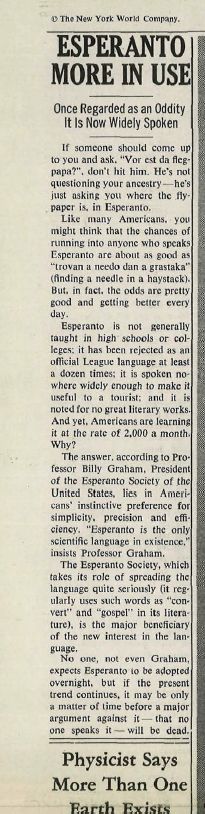 © The New York World Company.
ESPERANTO
MORE IN USE
Once Regarded as an Oddity
It Is Now Widely Spoken
If someone should come up
to you and ask, "Vor est da fleg-
papa?", don't hit him. He's not
questioning your ancestry—he's
just asking you where the fly-
paper is, in Esperanto.
Like many Americans, you
might think that the chances of
running into anyone who speaks
Esperanto are about as good as
"trovan a needo dan a grastaka"
(finding a needle in a haystack).
But, in fact, the odds are pretty
good and getting better every
day.
Esperanto is not generally
taught in high schools or col-
leges; it has been rejected as an
official League language at least
a dozen times; it is spoken no-
where widely enough to make it
useful to a tourist; and it is
noted for no great literary works.
And yet, Americans are learning
it at the rate of 2,000 a month.
Why?
The answer, according to Pro-
fessor Billy Graham, President
of the Esperanto Society of the
United States, lies in Ameri-
cans' instinctive preference for
simplicity, precision and effi-
ciency. "Esperanto is the only
scientific language in existence,"
insists Professor Graham.
The Esperanto Society, which
takes its role of spreading the
language quite seriously (it reg-
ularly uses such words as "con-
vert" and "gospel" in its litera-
ture), is the major beneficiary
of the new interest in the lan-
guage.
No one, not even Graham,
expects Esperanto to be adopted
overnight, but if the present
trend continues, it may be only
a matter of time before a major
argument against it—that no
one speaks it—will be dead.
Physicist Says
More Than One
Earth Exists